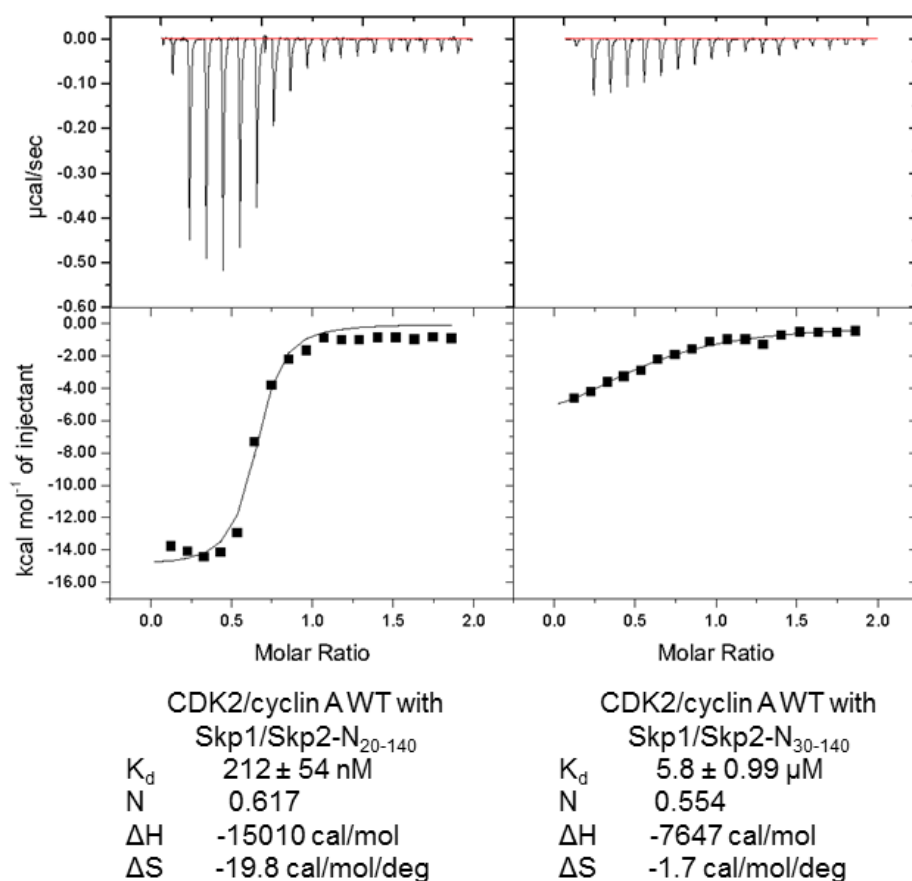 0.00
-0.10
-0.20
-0.30
-0.40
-0.50
-0.60
µcal/sec
0.00
-2.00
-4.00
-6.00
-8.00
-10.00
-12.00
-14.00
-16.00
kcal mol⁻¹ of injectant
0.0 0.5 1.0 1.5 2.0
0.0 0.5 1.0 1.5 2.0
Molar Ratio
Molar Ratio
CDK2/cyclin A WT with
Skp1/Skp2-N₂₀₋₁₄₀
K_d 212 ± 54 nM
N 0.617
ΔH -15010 cal/mol
ΔS -19.8 cal/mol/deg
CDK2/cyclin A WT with
Skp1/Skp2-N₃₀₋₁₄₀
K_d 5.8 ± 0.99 µM
N 0.554
ΔH -7647 cal/mol
ΔS -1.7 cal/mol/deg